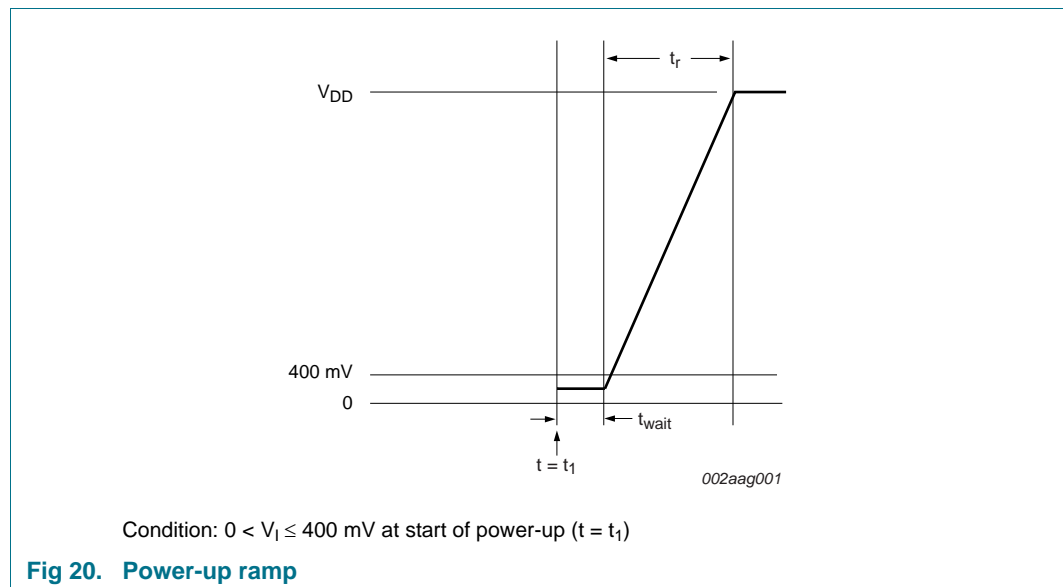 t_r
V_DD
400 mV
0
t_wait
t = t_1
002aag001
Condition: 0 < V_I ≤ 400 mV at start of power-up (t = t_1)
Fig 20. Power-up ramp